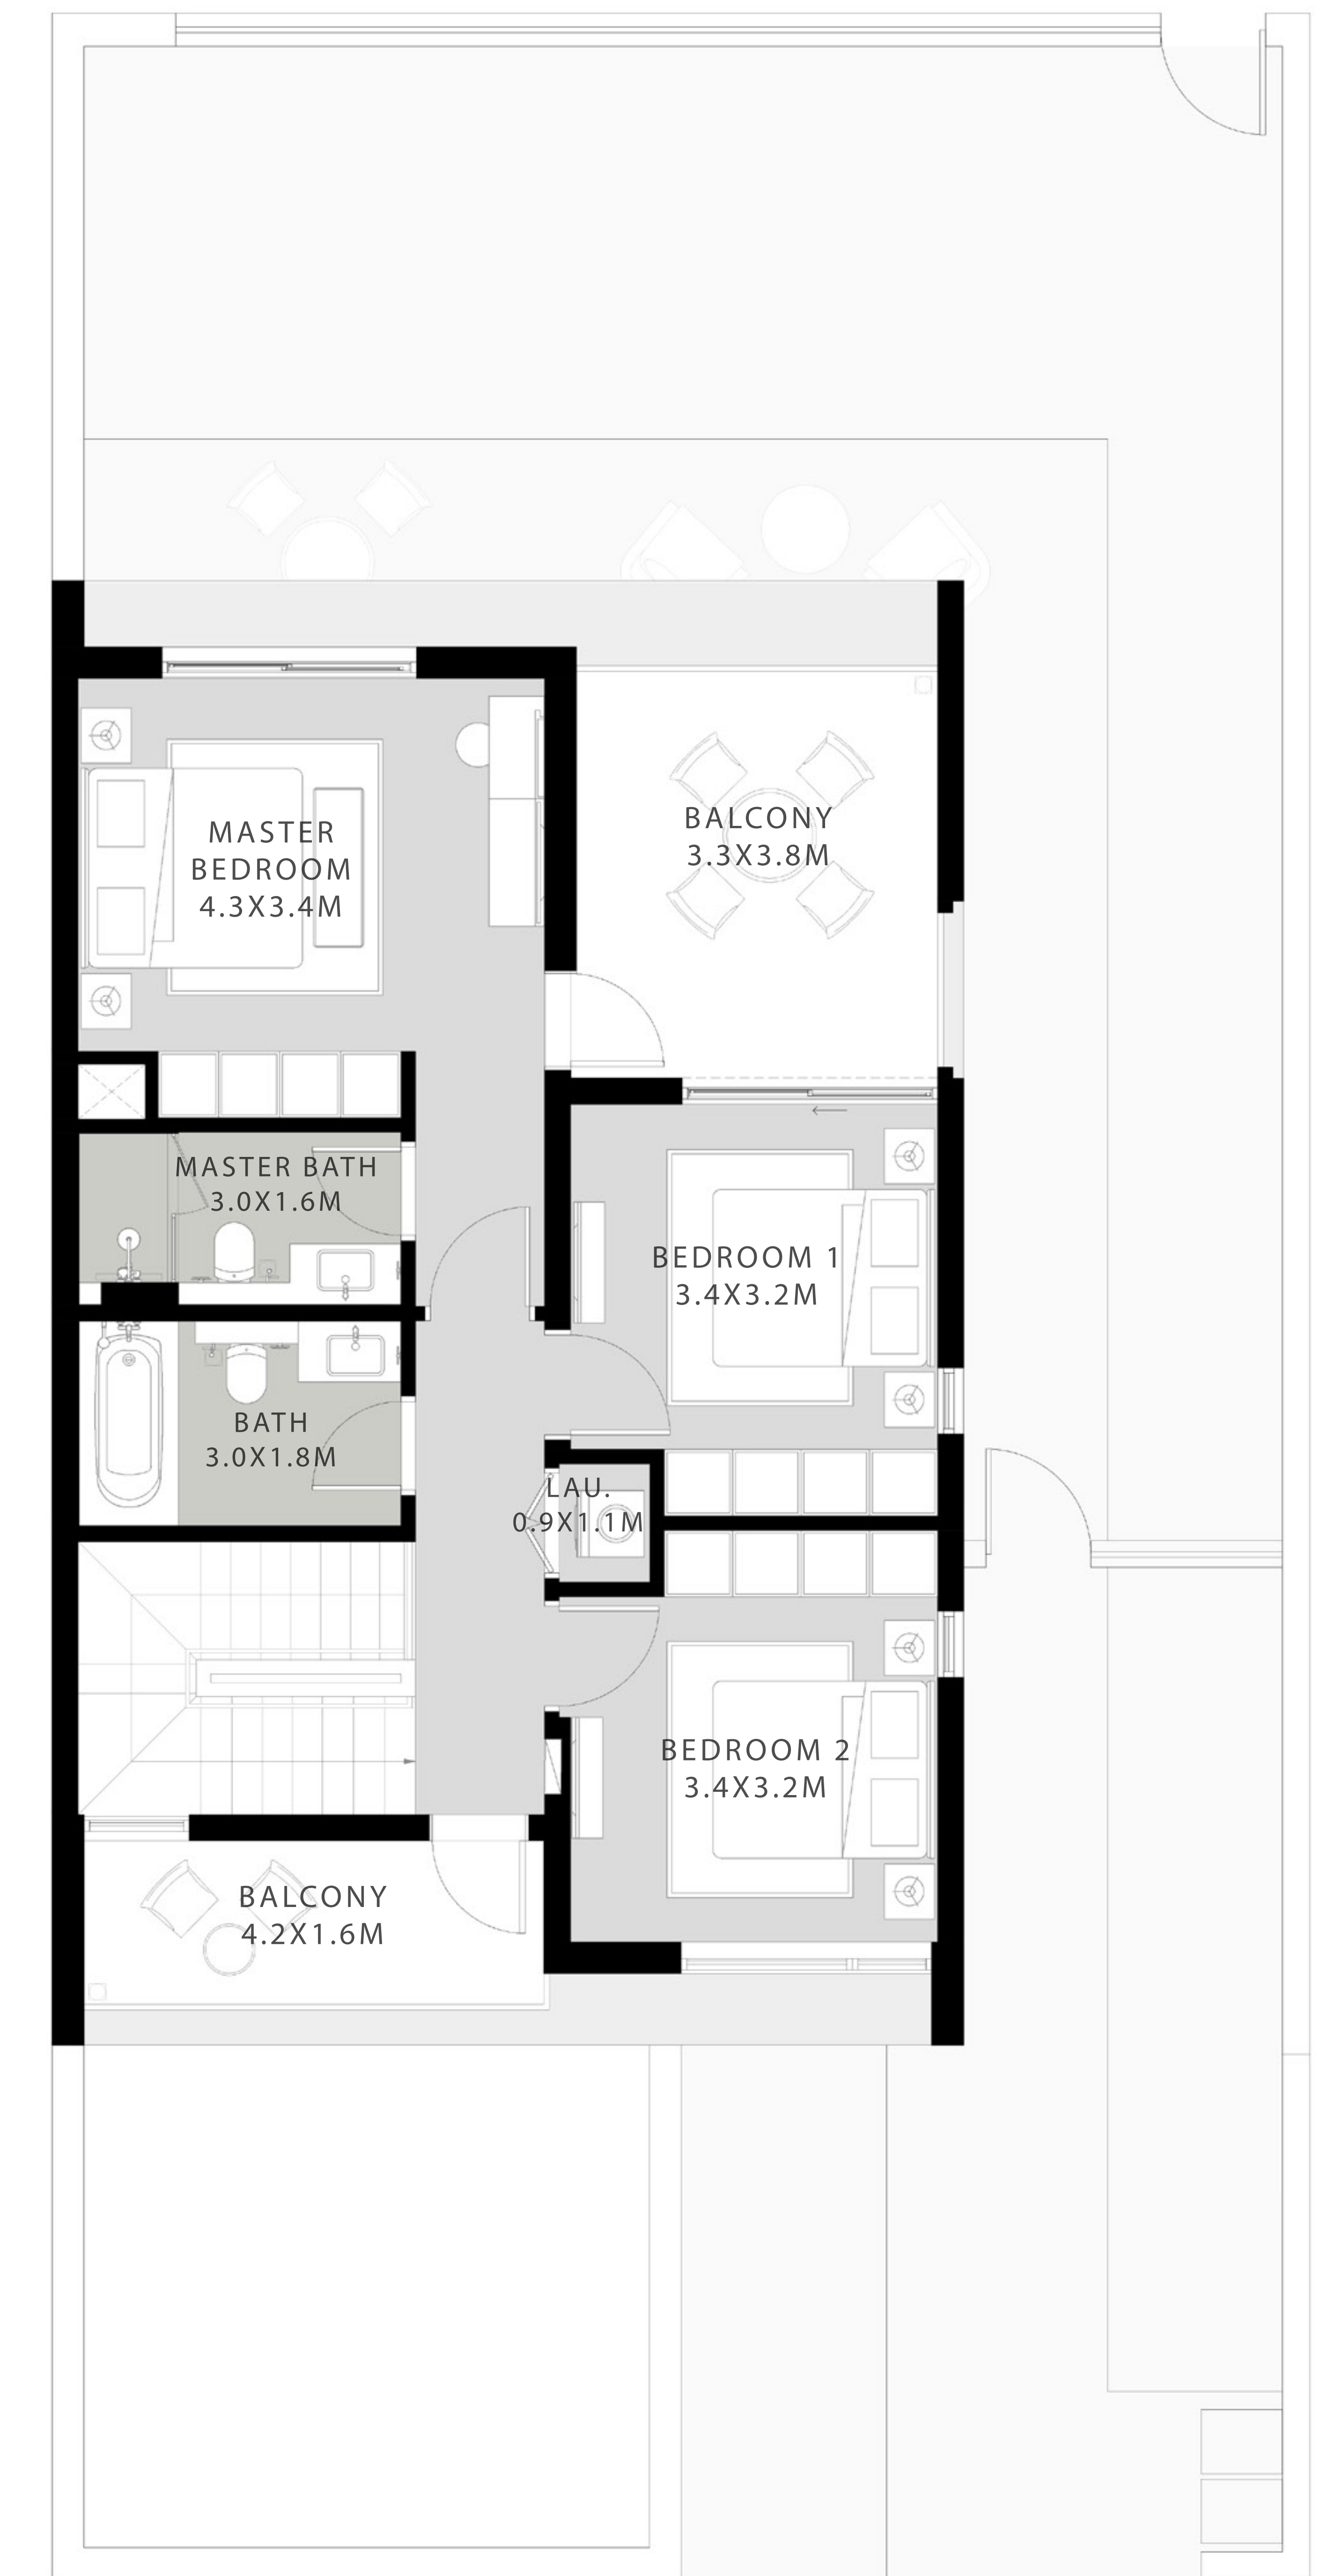 BALCONY
3.3X3.8M
MASTER
BEDROOM
4.3X3.4M
MASTER BATH
3.0X1.6M
BEDROOM 1
3.4X3.2M
BATH
3.0X1.8M
LAU.
0.9X1.1M
BEDROOM 2
3.4X3.2M
BALCONY
4.2X1.6M